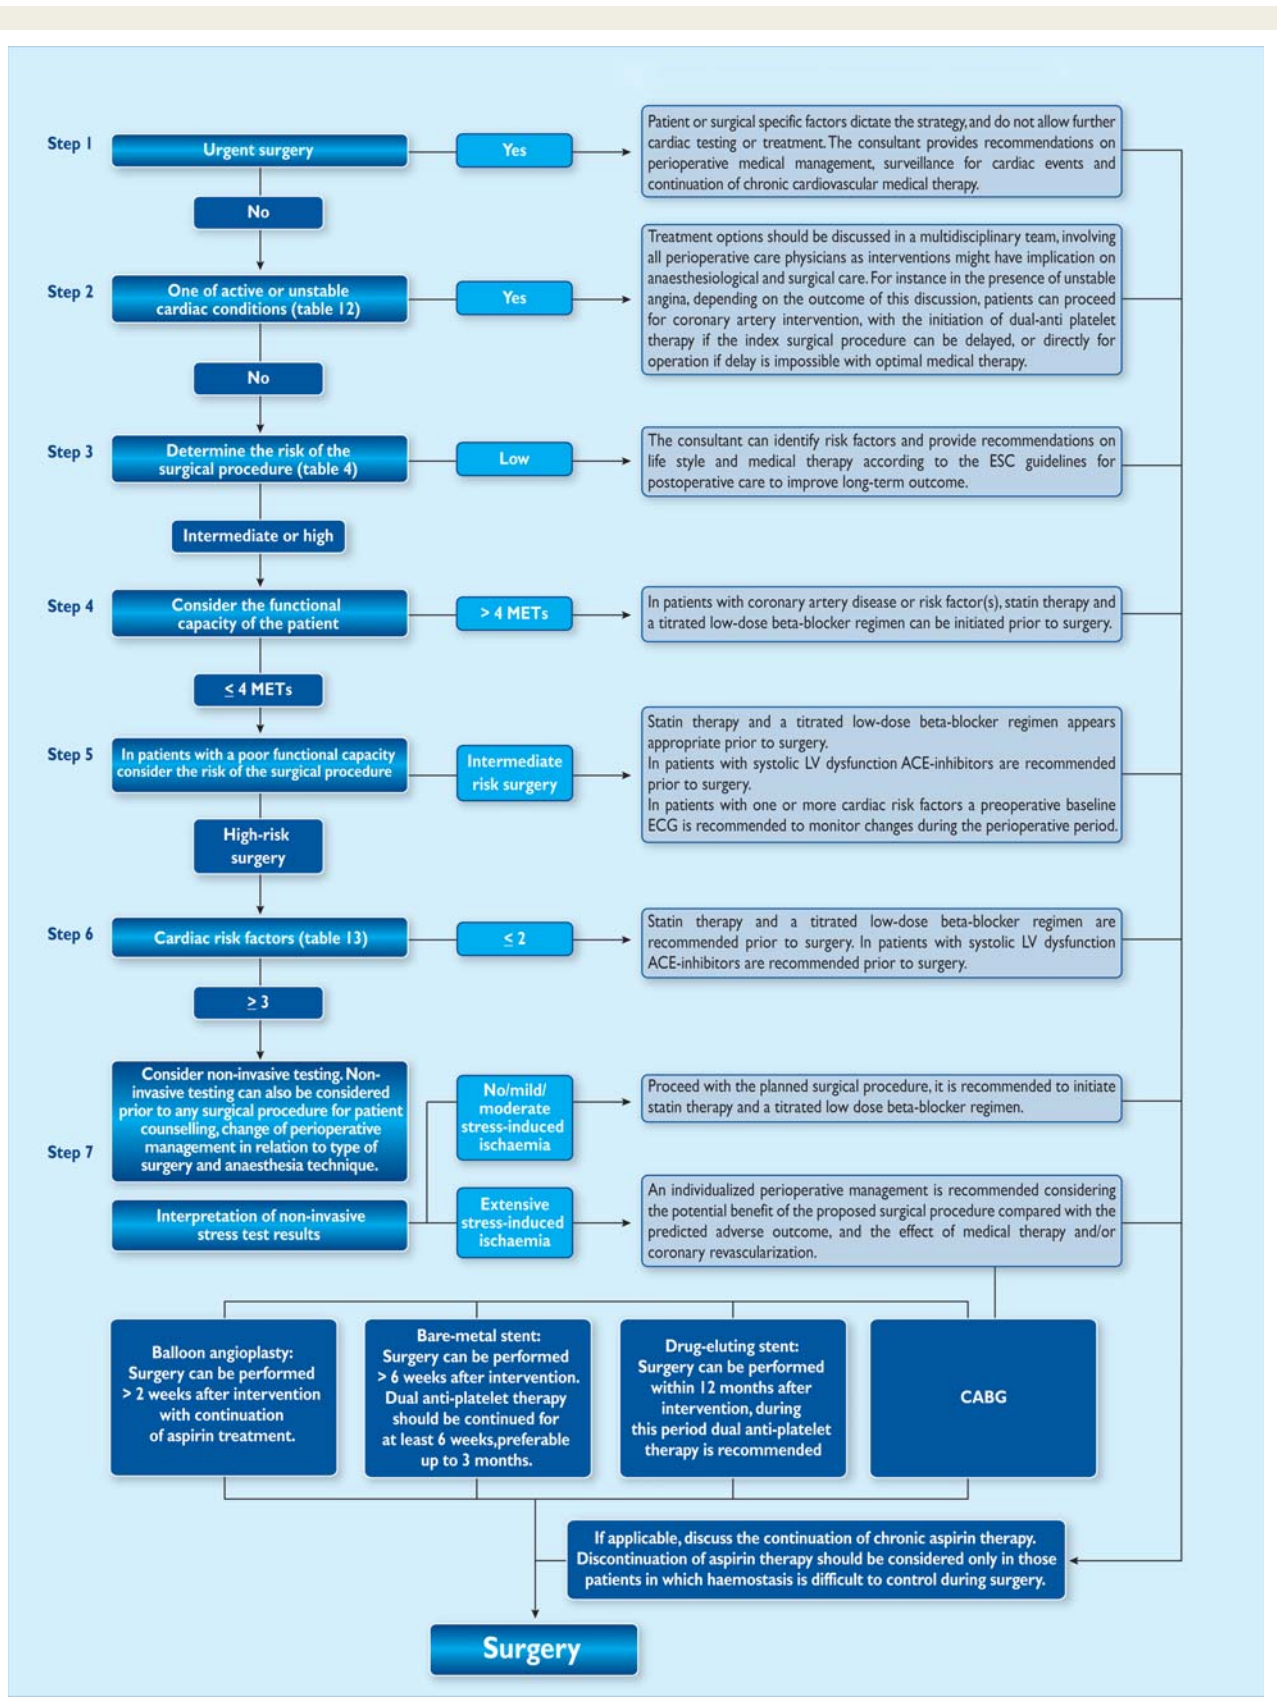 Step 1
Urgent surgery
Yes
Patient or surgical specific factors dictate the strategy, and do not allow further
cardiac testing or treatment. The consultant provides recommendations on
perioperative medical management, surveillance for cardiac events and
continuation of chronic cardiovascular medical therapy.
No
Step 2
One of active or unstable
cardiac conditions (table 12)
Yes
Treatment options should be discussed in a multidisciplinary team, involving
all perioperative care physicians as interventions might have implication on
anaesthesiological and surgical care. For instance in the presence of unstable
angina, depending on the outcome of this discussion, patients can proceed
for coronary artery intervention, with the initiation of dual-anti platelet
therapy if the index surgical procedure can be delayed, or directly for
operation if delay is impossible with optimal medical therapy.
No
Step 3
Determine the risk of the
surgical procedure (table 4)
Low
The consultant can identify risk factors and provide recommendations on
life style and medical therapy according to the ESC guidelines for
postoperative care to improve long-term outcome.
Intermediate or high
Step 4
Consider the functional
capacity of the patient
> 4 METs
In patients with coronary artery disease or risk factor(s), statin therapy and
a titrated low-dose beta-blocker regimen can be initiated prior to surgery.
≤ 4 METs
Step 5
In patients with a poor functional capacity
consider the risk of the surgical procedure
Intermediate
risk surgery
Statin therapy and a titrated low-dose beta-blocker regimen appears
appropriate prior to surgery.
In patients with systolic LV dysfunction ACE-inhibitors are recommended
prior to surgery.
In patients with one or more cardiac risk factors a preoperative baseline
ECG is recommended to monitor changes during the perioperative period.
High-risk
surgery
Step 6
Cardiac risk factors (table 13)
≤ 2
Statin therapy and a titrated low-dose beta-blocker regimen are
recommended prior to surgery. In patients with systolic LV dysfunction
ACE-inhibitors are recommended prior to surgery.
≥ 3
Step 7
Consider non-invasive testing. Non-
invasive testing can also be considered
prior to any surgical procedure for patient
counselling, change of perioperative
management in relation to type of
surgery and anaesthesia technique.
No/mild/
moderate
stress-induced
ischaemia
Proceed with the planned surgical procedure, it is recommended to initiate
statin therapy and a titrated low dose beta-blocker regimen.
Interpretation of non-invasive
stress test results
Extensive
stress-induced
ischaemia
An individualized perioperative management is recommended considering
the potential benefit of the proposed surgical procedure compared with the
predicted adverse outcome, and the effect of medical therapy and/or
coronary revascularization.
Balloon angioplasty:
Surgery can be performed
> 2 weeks after intervention
with continuation
of aspirin treatment.
Bare-metal stent:
Surgery can be performed
> 6 weeks after intervention.
Dual anti-platelet therapy
should be continued for
at least 6 weeks, preferable
up to 3 months.
Drug-eluting stent:
Surgery can be performed
within 12 months after
intervention, during
this period dual anti-platelet
therapy is recommended
CABG
If applicable, discuss the continuation of chronic aspirin therapy.
Discontinuation of aspirin therapy should be considered only in those
patients in which haemostasis is difficult to control during surgery.
Surgery